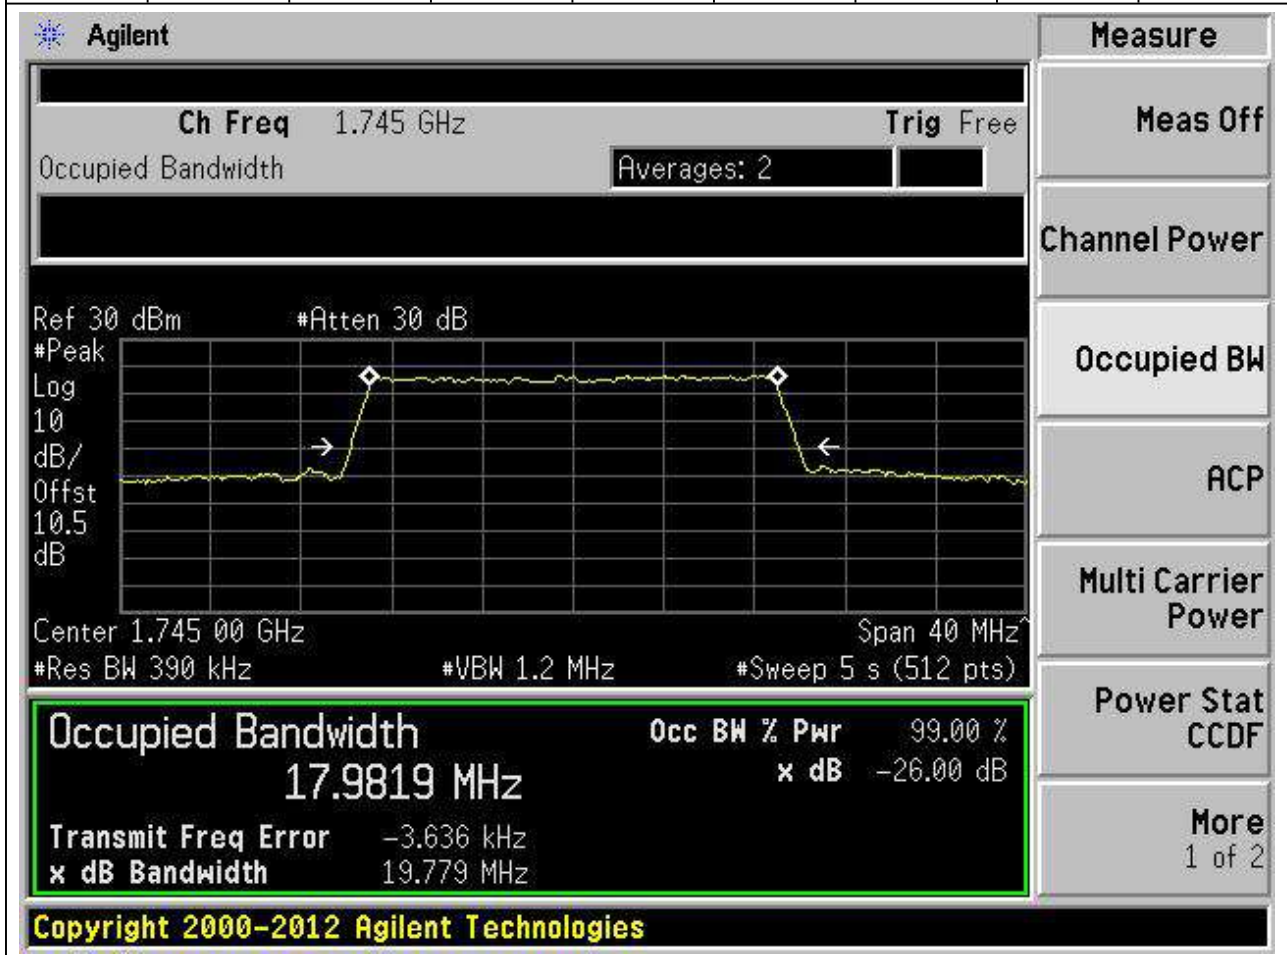 Agilent
Measure
Ch Freq 1.745 GHz Trig Free
Occupied Bandwidth Averages: 2
Meas Off
Channel Power
Occupied BW
ACP
Multi Carrier
Power
Power Stat
CCDF
More
1 of 2
Ref 30 dBm #Atten 30 dB
#Peak
Log
10
dB/
Offst
10.5
dB
Center 1.745 00 GHz Span 40 MHz^
#Res BW 390 kHz #VBW 1.2 MHz #Sweep 5 s (512 pts)
Occupied Bandwidth Occ BW % Pwr 99.00 %
17.9819 MHz x dB -26.00 dB
Transmit Freq Error -3.636 kHz
x dB Bandwidth 19.779 MHz
Copyright 2000-2012 Agilent Technologies